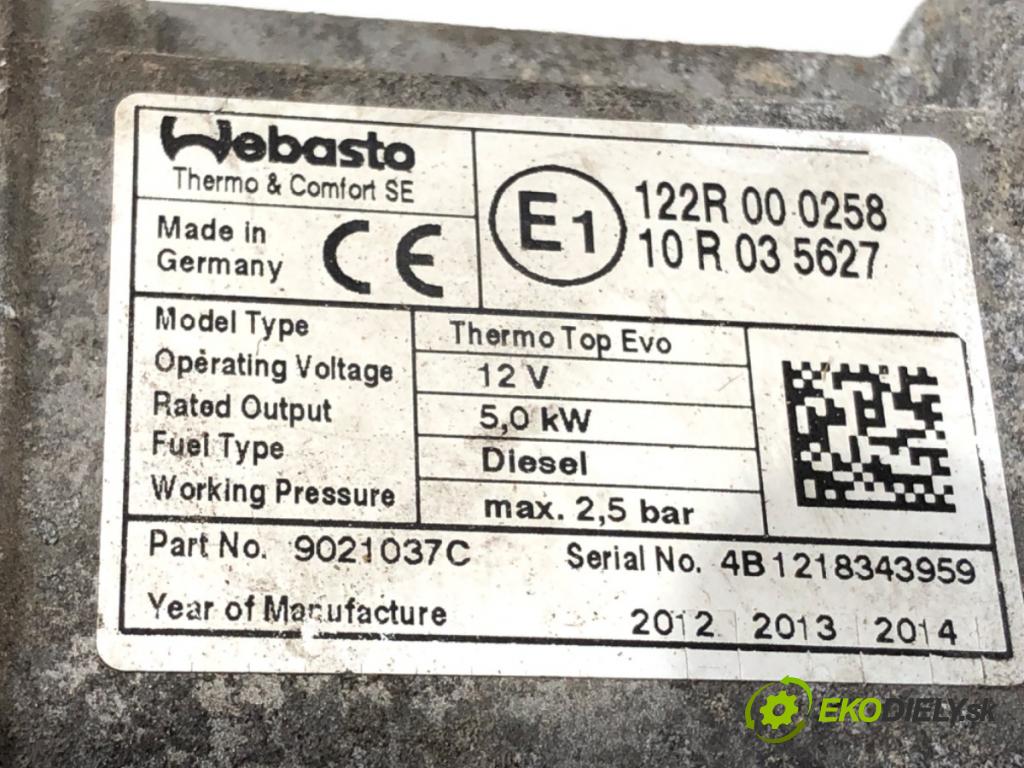 Webasto
Thermo & Comfort SE
Made in
Germany
CE
E1
122R 00 0258
10 R 03 5627
Model Type Thermo Top Evo
Operating Voltage 12 V
Rated Output 5,0 kW
Fuel Type Diesel
Working Pressure max. 2,5 bar
Part No. 9021037C Serial No. 4B1218343959
Year of Manufacture 2012 2013 2014
EKODIELY.sk